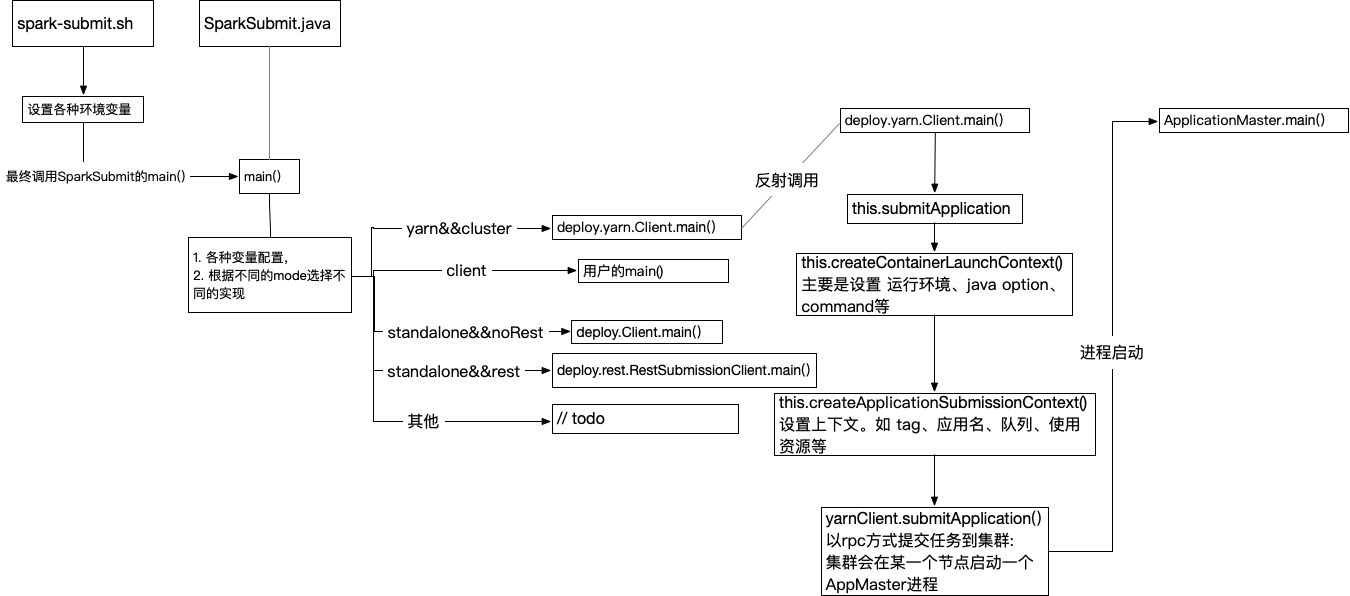 spark-submit.sh
SparkSubmit.java
设置各种环境变量
最终调用SparkSubmit的main()
main()
1. 各种变量配置,
2. 根据不同的mode选择不
同的实现
yarn&&cluster
deploy.yarn.Client.main()
client
用户的main()
standalone&&noRest
deploy.Client.main()
standalone&&rest
deploy.rest.RestSubmissionClient.main()
其他
// todo
反射调用
deploy.yarn.Client.main()
this.submitApplication
this.createContainerLaunchContext()
主要是设置 运行环境、java option、
command等
this.createApplicationSubmissionContext()
设置上下文。如 tag、应用名、队列、使用
资源等
yarnClient.submitApplication()
以rpc方式提交任务到集群:
集群会在某一个节点启动一个
AppMaster进程
进程启动
ApplicationMaster.main()